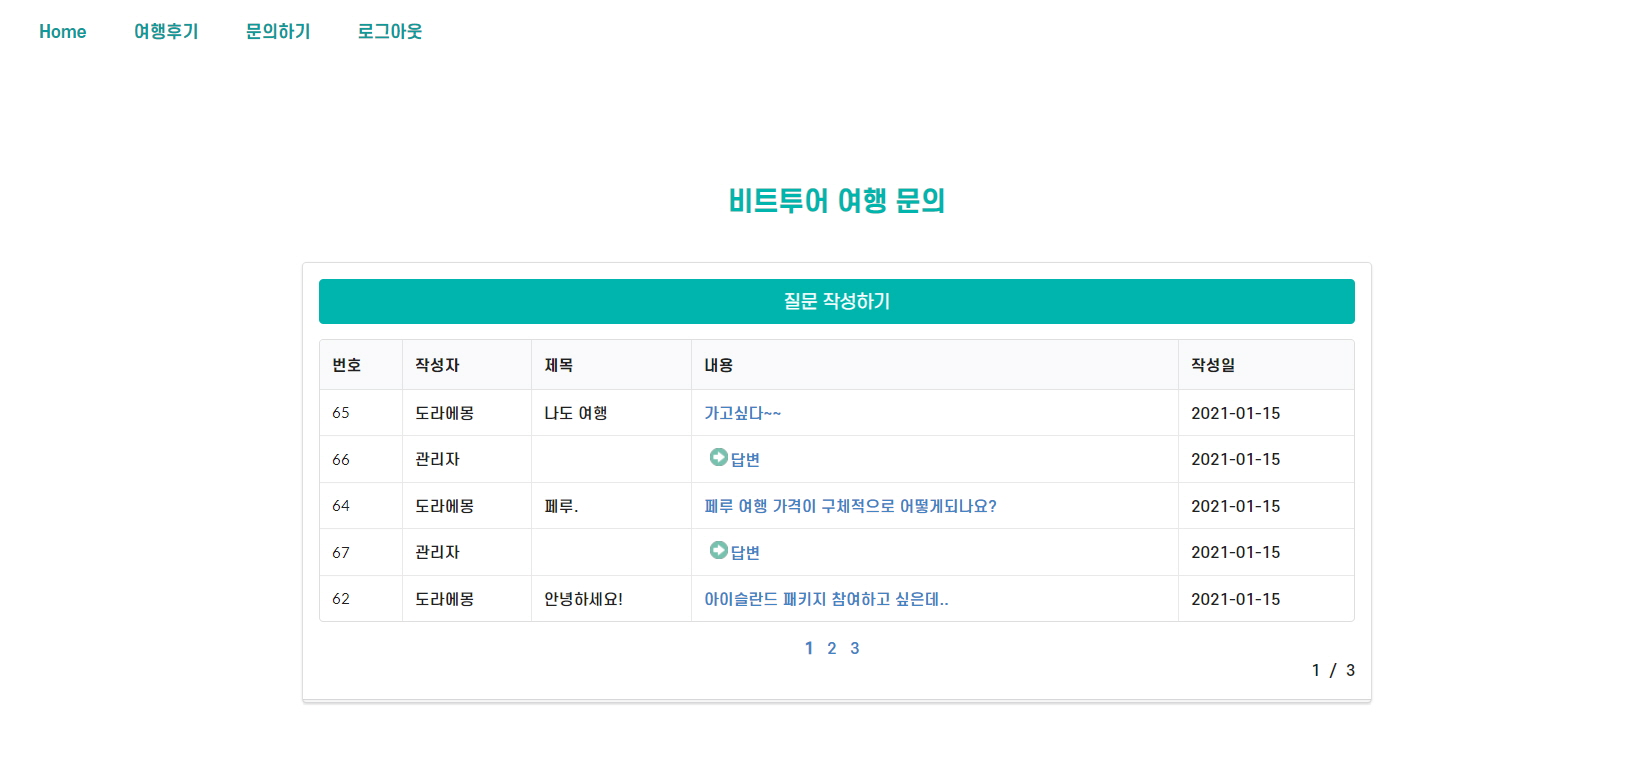 Home 여행후기 문의하기 로그아웃
비트투어 여행 문의
질문 작성하기
번호 작성자 제목 내용 작성일
65 도라에몽 나도 여행 가고싶다~~ 2021-01-15
66 관리자 답변 2021-01-15
64 도라에몽 페루. 페루 여행 가격이 구체적으로 어떻게되나요? 2021-01-15
67 관리자 답변 2021-01-15
62 도라에몽 안녕하세요! 아이슬란드 패키지 참여하고 싶은데.. 2021-01-15
1 2 3
1 / 3